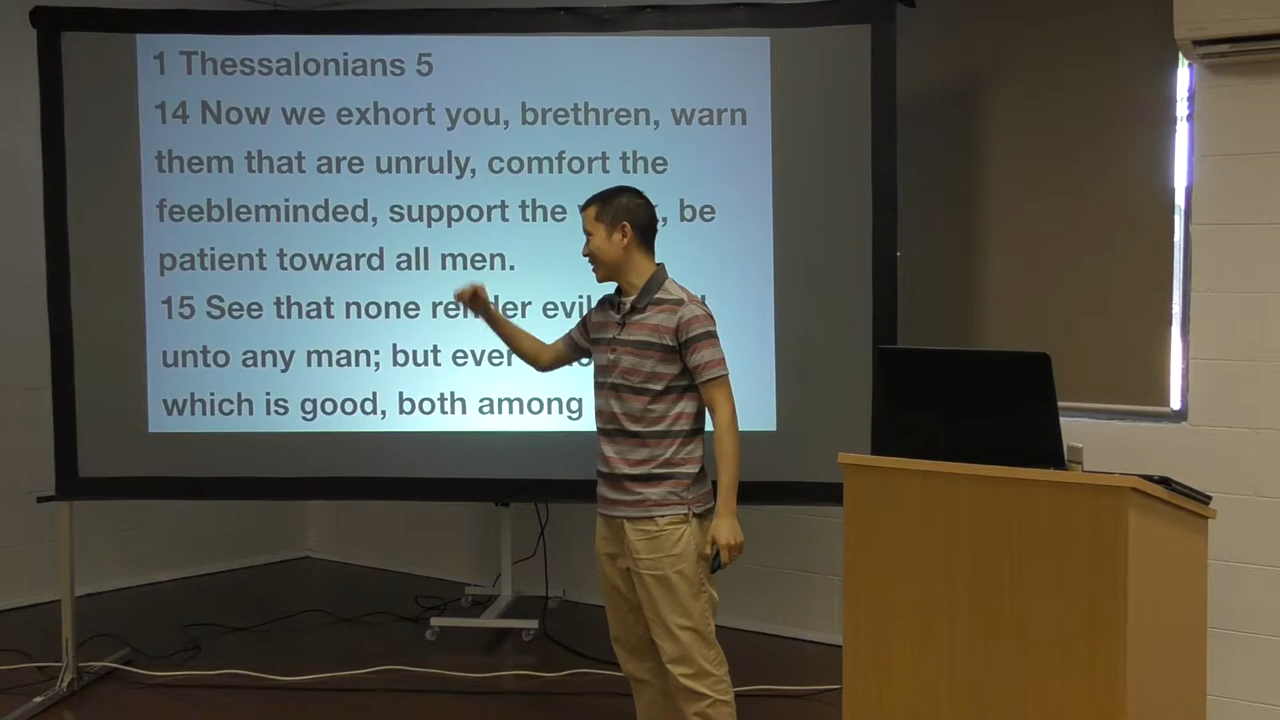 1 Thessalonians 5
14 Now we exhort you, brethren, warn
them that are unruly, comfort the
feebleminded, support the , be
patient toward all men.
15 See that none render evil
unto any man; but ever
which is good, both among